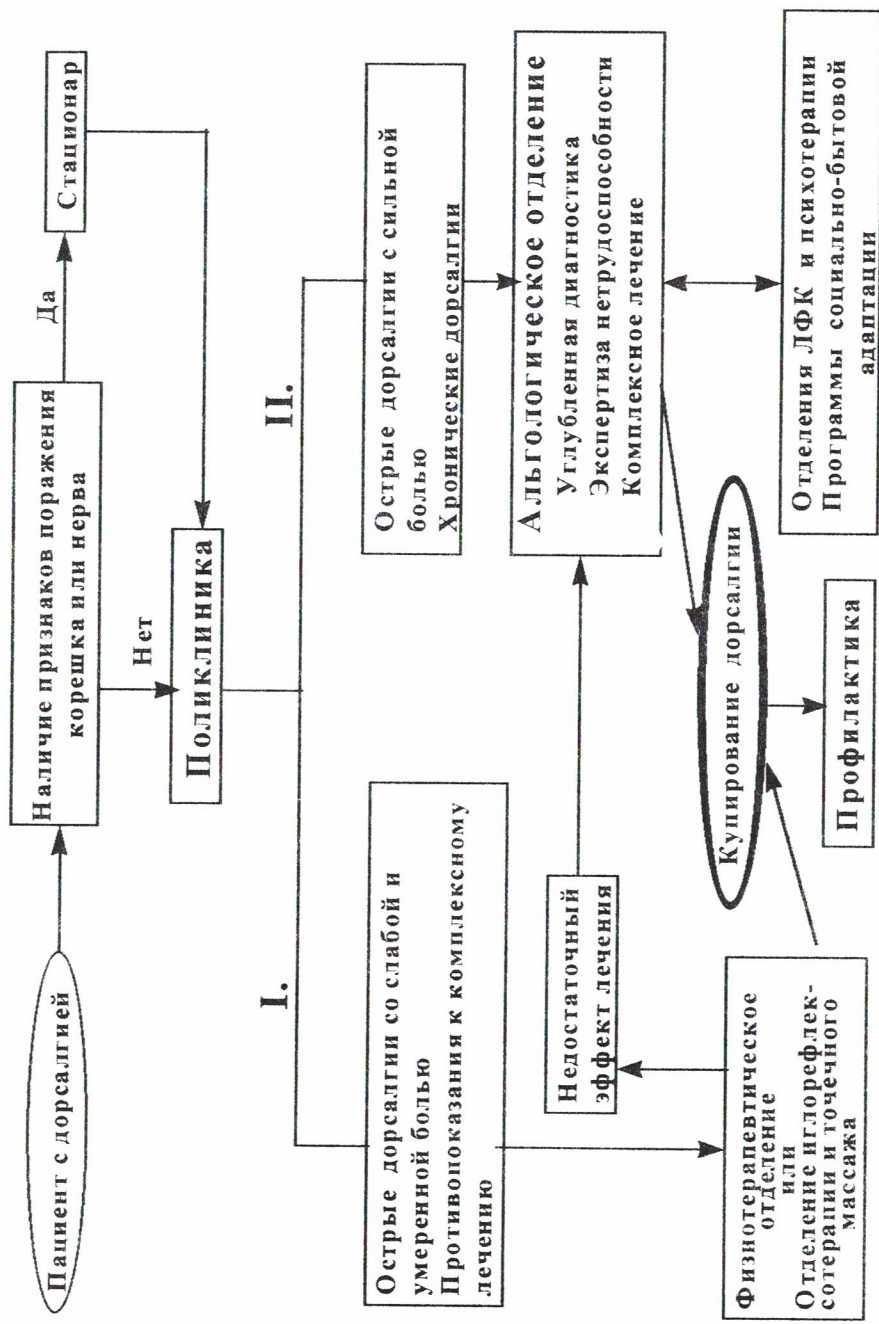 Пациент с дорсалгией
Наличие признаков поражения
корешка или нерва
Да
Стационар
Нет
Поликлиника
I.
II.
Острые дорсалгии со слабой и
умеренной болью
Противопоказания к комплексному
лечению
Острые дорсалгии с сильной
болью
Хронические дорсалгии
Недостаточный
эффект лечения
Альгологическое отделение
Углубленная диагностика
Экспертиза нетрудоспособности
Комплексное лечение
Физиотерапевтическое
отделение
или
Отделение иглорефлек-
сотерапии и точечного
массажа
Купирование дорсалгии
Профилактика
Отделения ЛФК и психотерапии
Программы социально-бытовой
адаптации